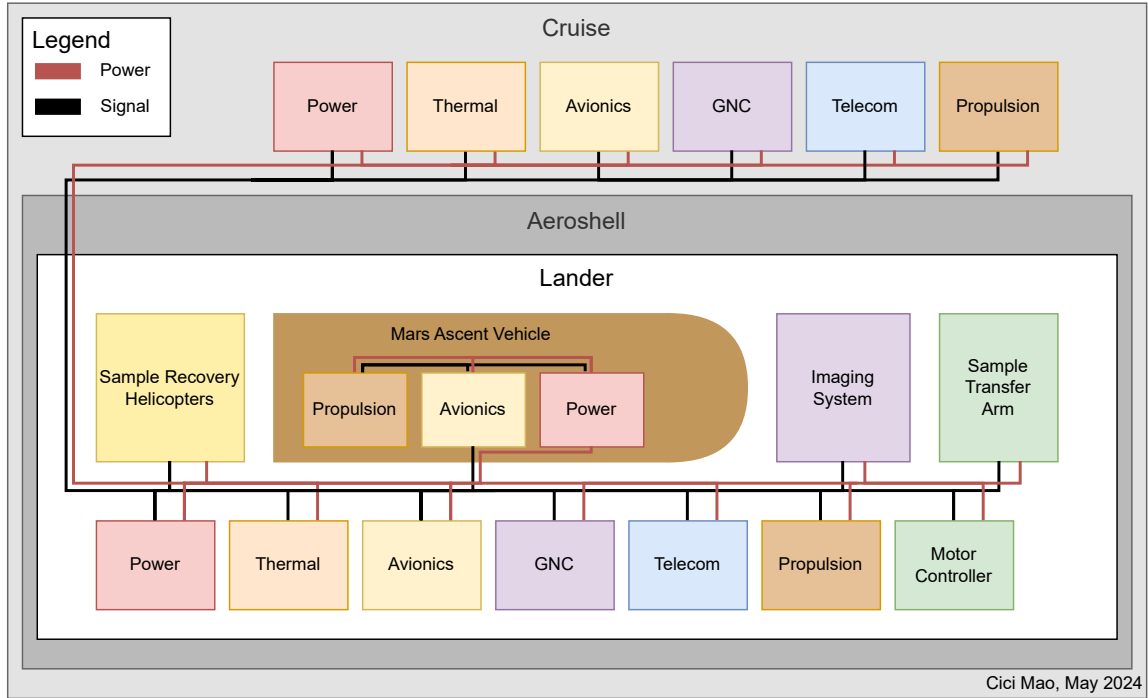 Legend
Power
Signal
Cruise
Power
Thermal
Avionics
GNC
Telecom
Propulsion
Aeroshell
Lander
Sample Recovery
Helicopters
Mars Ascent Vehicle
Propulsion
Avionics
Power
Imaging
System
Sample
Transfer
Arm
Power
Thermal
Avionics
GNC
Telecom
Propulsion
Motor
Controller
Cici Mao, May 2024